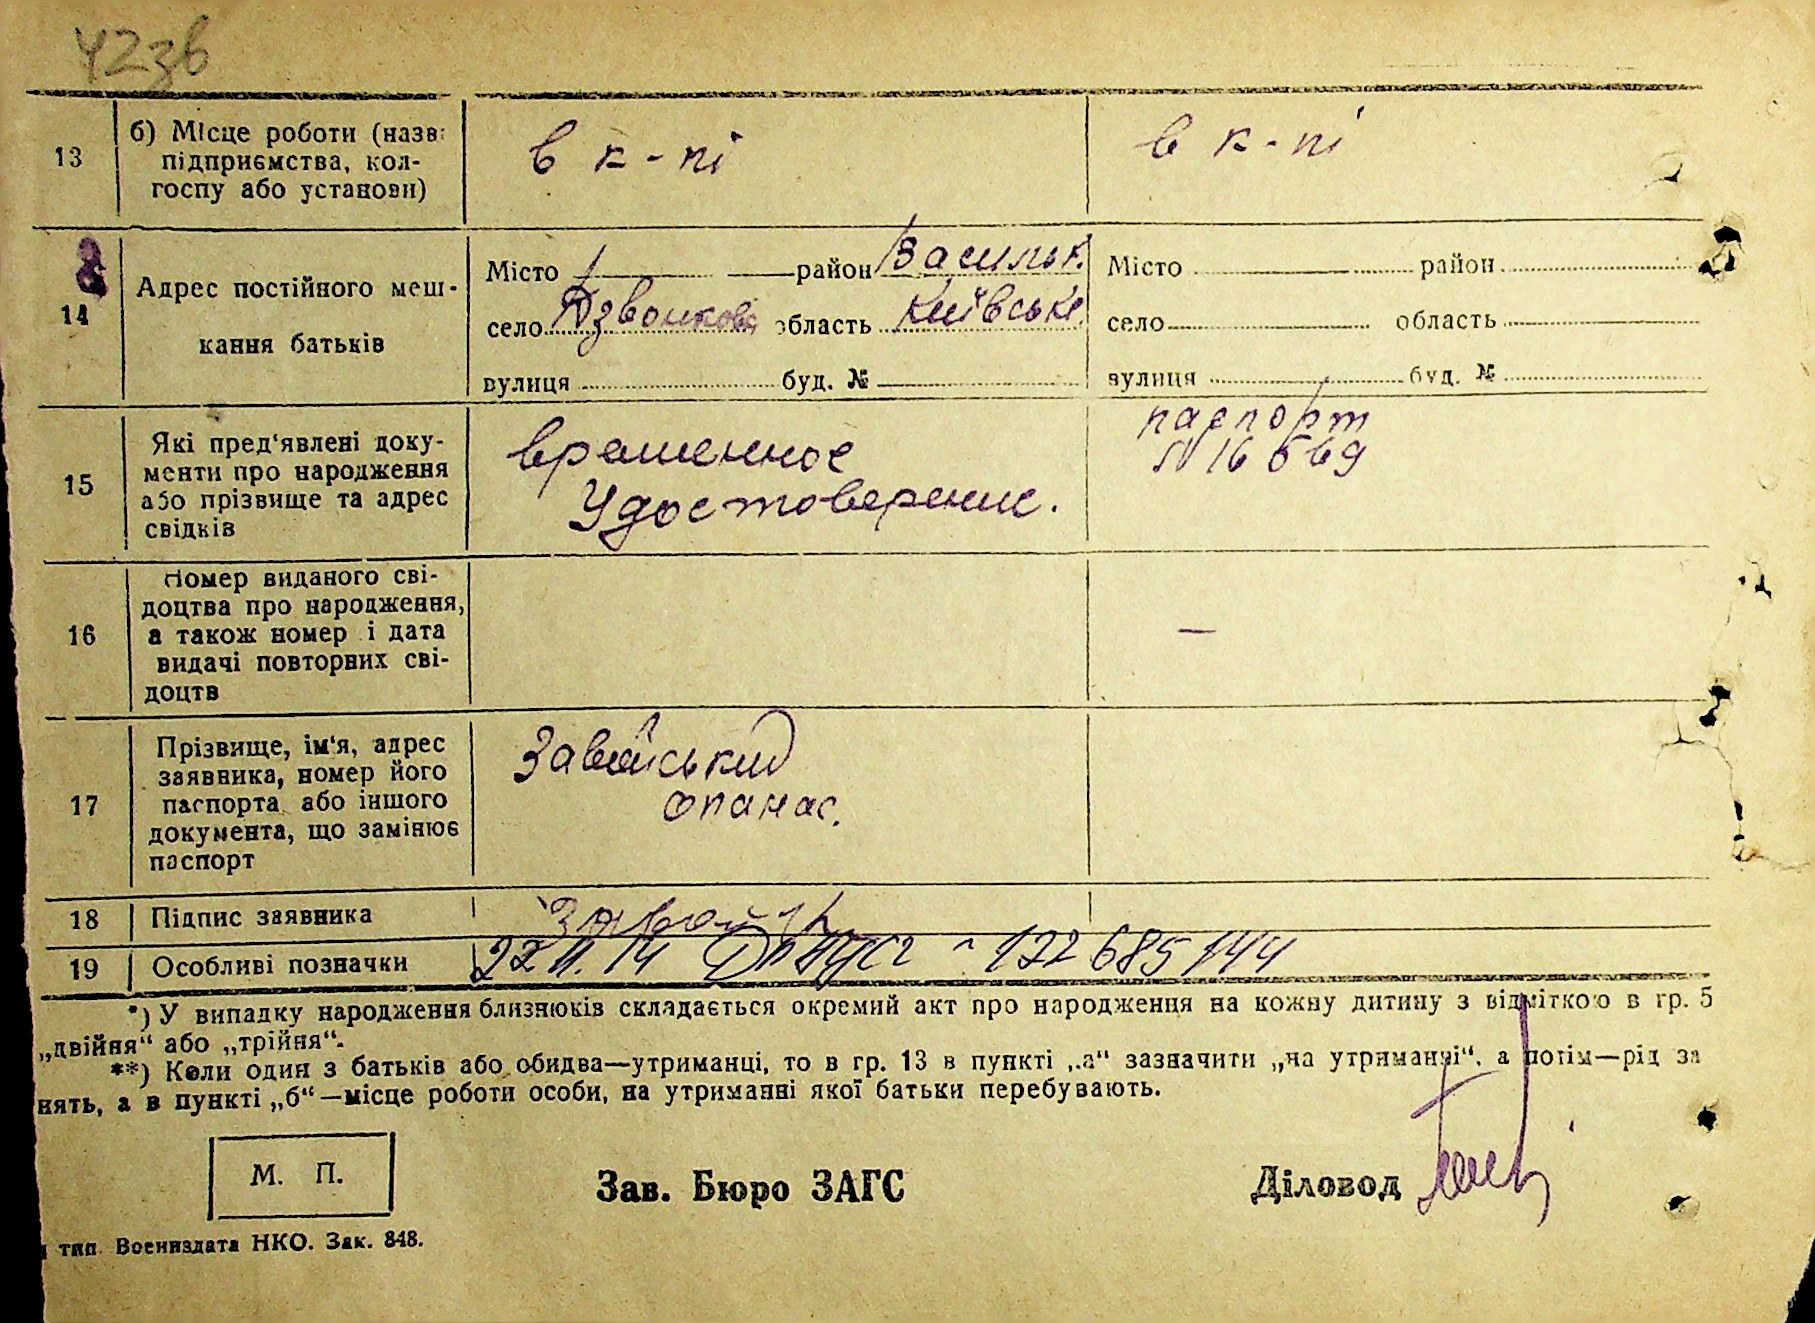 423в
13
б) Місце роботи (назв
підприємства, кол-
госпу або установи)
в к-пі
в к-пі
14
Адрес постійного меш-
кання батьків
Місто район Васильк.
село Дзвонкова область Київськ.
вулиця буд. №
Місто район
село область
вулиця буд. №
15
Які пред'явлені доку-
менти про народження
або прізвище та адрес
свідків
временное
Удостоверение.
паспорт
N 16
16
Номер виданого сві-
доцтва про народження,
а також номер і дата
видачі повторних сві-
доцтв
—
17
Прізвище, ім'я, адрес
заявника, номер його
паспорта або іншого
документа, що замінює
паспорт
Завойський
Опанас.
18 Підпис заявника
19 Особливі позначки
*) У випадку народження близнюків складається окремий акт про народження на кожну дитину з відміткою в гр. 5
„двійня“ або „трійня“.
**) Коли один з батьків або обидва—утриманці, то в гр. 13 в пункті „а“ зазначити „на утриманні“, а потім—рід за
нять, а в пункті „б“—місце роботи особи, на утриманні якої батьки перебувають.
М. П.
Зав. Бюро ЗАГС
Діловод
тип. Воениздата НКО. Зак. 848.